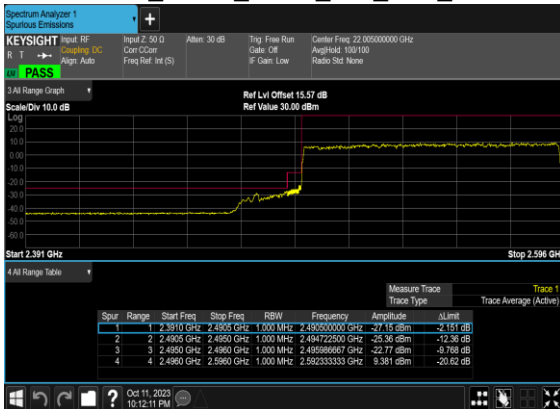 Spectrum Analyzer 1
Spurious Emissions
KEYSIGHT Input: RF Input Z: 50 Ω Atten: 30 dB Trig: Free Run Center Freq: 22.005000000 GHz
R T Coupling: DC Corr CCorr Gate: Off Avg|Hold: 100/100
Align: Auto Freq Ref: Int (S) IF Gain: Low Radio Std: None
PASS
3 All Range Graph Ref Lvl Offset 15.57 dB
Scale/Div 10.0 dB Ref Value 30.00 dBm
Log
20.0
10.0
0.00
-10.0
-20.0
-30.0
-40.0
-50.0
-60.0
Start 2.391 GHz Stop 2.596 GH
4 All Range Table
Measure Trace Trace 1
Trace Type Trace Average (Active)
Spur Range Start Freq Stop Freq RBW Frequency Amplitude ΔLimit
1 1 2.3910 GHz 2.4905 GHz 1.000 MHz 2.490500000 GHz -27.15 dBm -2.151 dB
2 2 2.4905 GHz 2.4950 GHz 1.000 MHz 2.494722500 GHz -25.36 dBm -12.36 dB
3 3 2.4950 GHz 2.4960 GHz 1.000 MHz 2.495986667 GHz -22.77 dBm -9.768 dB
4 4 2.4960 GHz 2.5960 GHz 1.000 MHz 2.592333333 GHz 9.381 dBm -20.62 dB
? Oct 11, 2023
10:12:11 PM